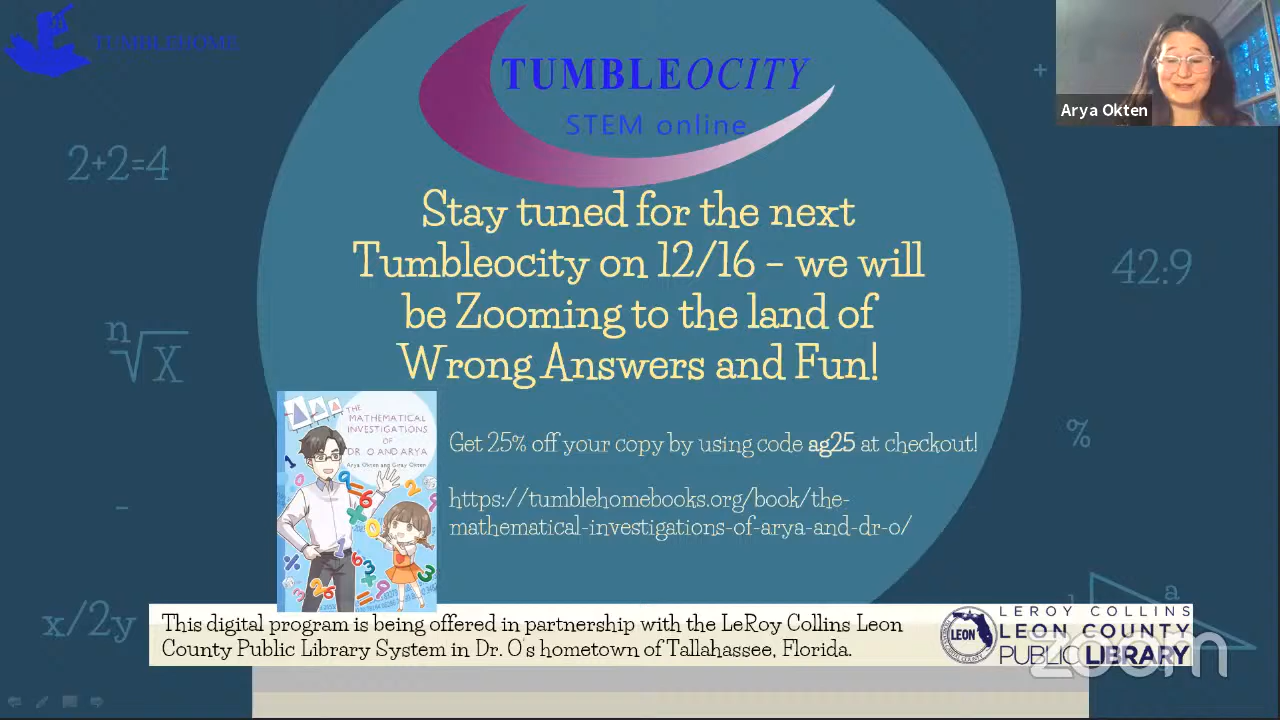 TUMBLEHOME
TUMBLEOCITY
STEM online
Arya Okten
+
2+2=4
Stay tuned for the next
Tumbleocity on 12/16 - we will
be Zooming to the land of
Wrong Answers and Fun!
42:9
n√X
THE
MATHEMATICAL
INVESTIGATIONS
OF
DR O AND ARYA
Arya Okten and Giray Okten
Get 25% off your copy by using code ag25 at checkout!
%
https://tumblehomebooks.org/book/the-
mathematical-investigations-of-arya-and-dr-o/
-
x/2y
a
This digital program is being offered in partnership with the LeRoy Collins Leon
County Public Library System in Dr. O's hometown of Tallahassee, Florida.
LEON
LEROY COLLINS
LEON COUNTY
PUBLIC LIBRARY
zoom